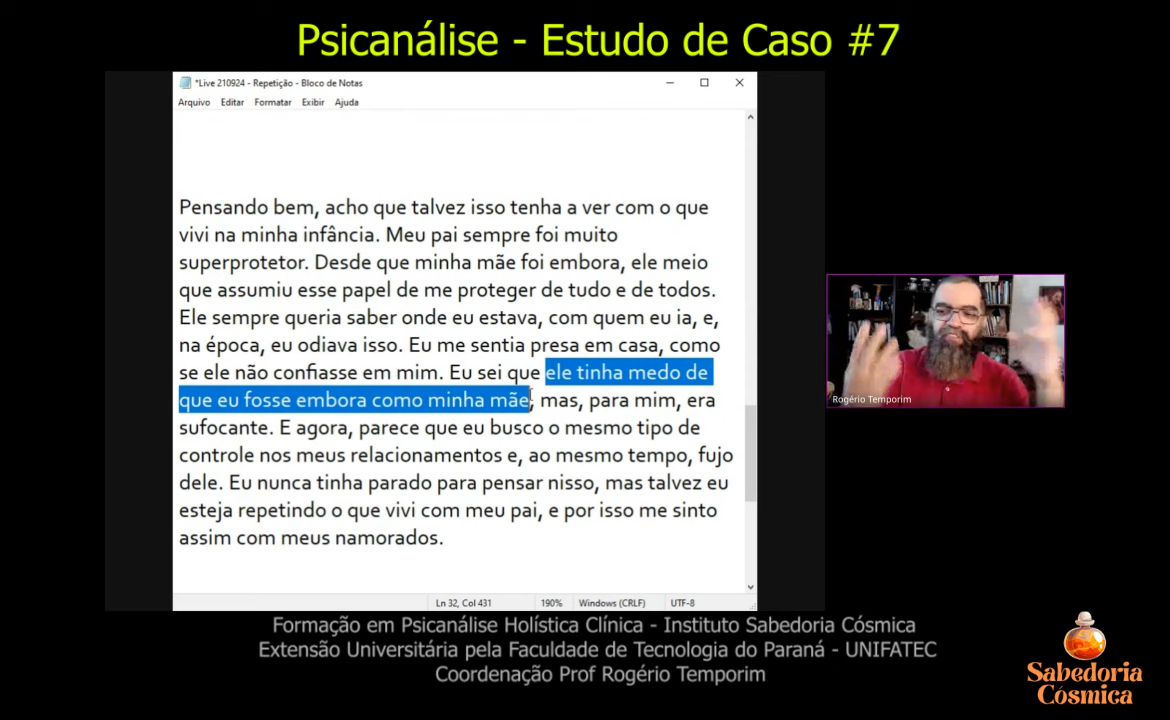 Psicanálise - Estudo de Caso #7
*Live 210924 - Repetição - Bloco de Notas
Arquivo Editar Formatar Exibir Ajuda
Pensando bem, acho que talvez isso tenha a ver com o que
vivi na minha infância. Meu pai sempre foi muito
superprotetor. Desde que minha mãe foi embora, ele meio
que assumiu esse papel de me proteger de tudo e de todos.
Ele sempre queria saber onde eu estava, com quem eu ia, e,
na época, eu odiava isso. Eu me sentia presa em casa, como
se ele não confiasse em mim. Eu sei que ele tinha medo de
que eu fosse embora como minha mãe, mas, para mim, era
sufocante. E agora, parece que eu busco o mesmo tipo de
controle nos meus relacionamentos e, ao mesmo tempo, fujo
dele. Eu nunca tinha parado para pensar nisso, mas talvez eu
esteja repetindo o que vivi com meu pai, e por isso me sinto
assim com meus namorados.
Ln 32, Col 431 190% Windows (CRLF) UTF-8
Rogério Temporim
Formação em Psicanálise Holística Clínica - Instituto Sabedoria Cósmica
Extensão Universitária pela Faculdade de Tecnologia do Paraná - UNIFATEC
Coordenação Prof Rogério Temporim
Sabedoria
Cósmica